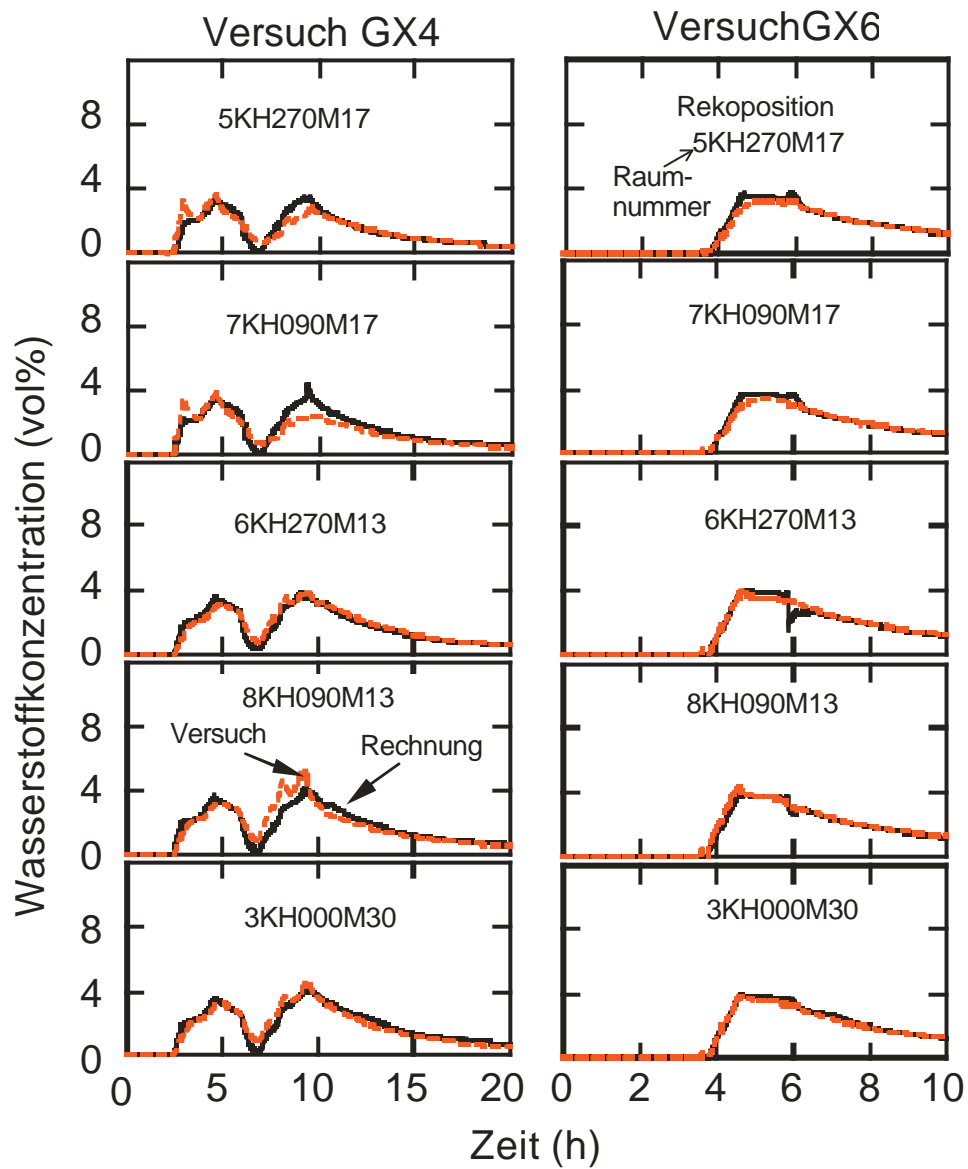 Versuch GX4
VersuchGX6
Wasserstoffkonzentration (vol%)
8
4
0
5KH270M17
Rekoposition
5KH270M17
Raum-
nummer
8
4
0
7KH090M17
7KH090M17
8
4
0
6KH270M13
6KH270M13
8
4
0
8KH090M13
Versuch
Rechnung
8KH090M13
8
4
0
3KH000M30
3KH000M30
0 5 10 15 20
0 2 4 6 8 10
Zeit (h)